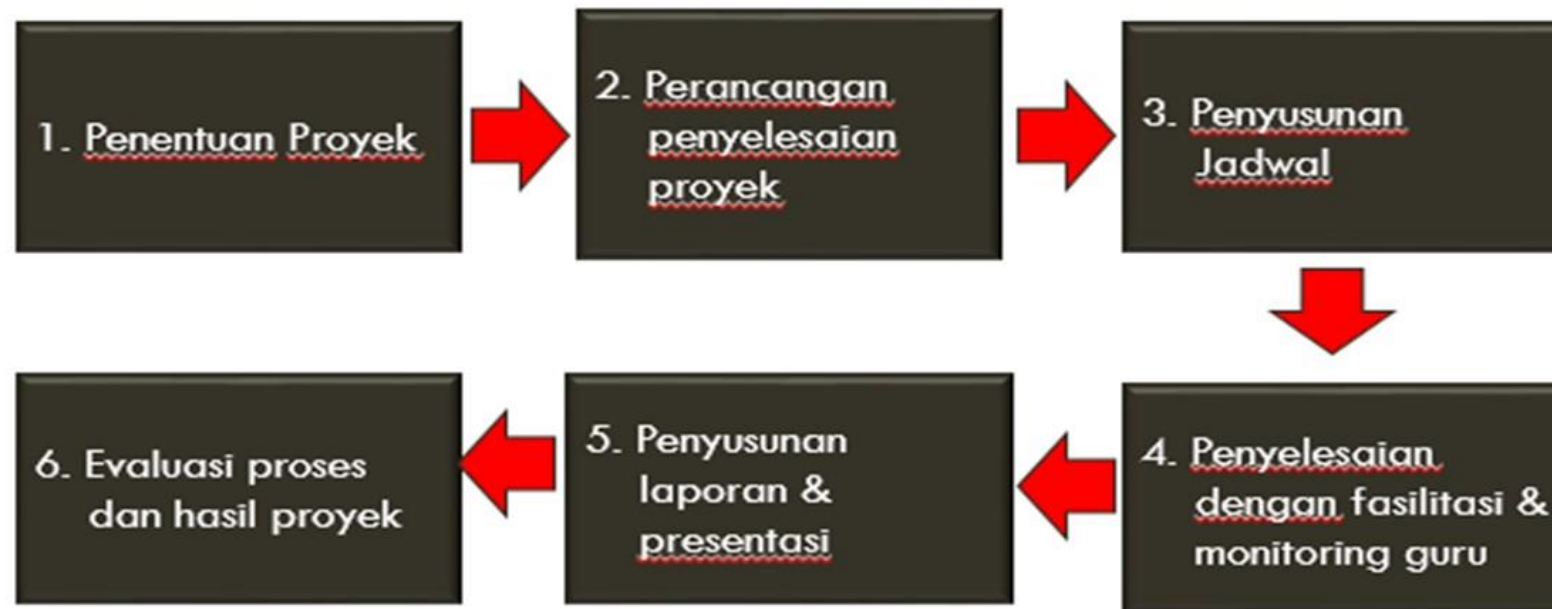 1. Penentuan Proyek
2. Perancangan
penyelesaian
proyek
3. Penyusunan
Jadwal
4. Penyelesaian
dengan fasilitasi &
monitoring guru
5. Penyusunan
laporan &
presentasi
6. Evaluasi proses
dan hasil proyek